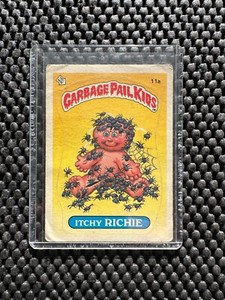 11a
GARBAGE PAIL KIDS
ITCHY RICHIE